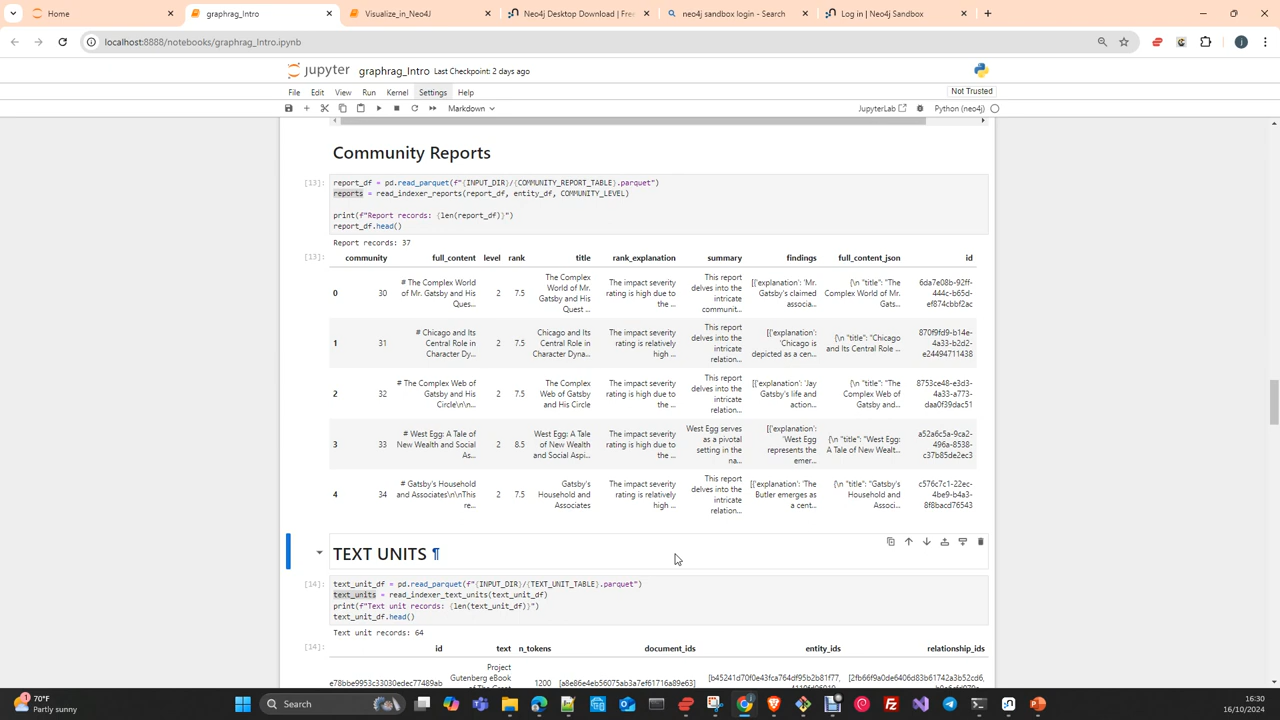 Home
graphrag_Intro
Visualize_in_Neo4J
Neo4j Desktop Download | Free
neo4j sandbox login - Search
Log in | Neo4j Sandbox
localhost:8888/notebooks/graphrag_Intro.ipynb
jupyter graphrag_Intro Last Checkpoint: 2 days ago
File Edit View Run Kernel Settings Help
Not Trusted
Markdown
JupyterLab
Python (neo4j)
Community Reports
[13]:
report_df = pd.read_parquet(f"{INPUT_DIR}/{COMMUNITY_REPORT_TABLE}.parquet")
reports = read_indexer_reports(report_df, entity_df, COMMUNITY_LEVEL)
print(f"Report records: {len(report_df)}")
report_df.head()
Report records: 37
[13]:
community full_content level rank title rank_explanation summary findings full_content_json id
0 30 # The Complex World of Mr. Gatsby and His Ques... 2 7.5 The Complex World of Mr. Gatsby and His Quest ... The impact severity rating is high due to the ... This report delves into the intricate communit... [{'explanation': 'Mr. Gatsby's claimed associa... {\n "title": "The Complex World of Mr. Gats... 6da7e08b-92ff-444c-b65d-ef874cbbf2ac
1 31 # Chicago and Its Central Role in Character Dy... 2 7.5 Chicago and Its Central Role in Character Dyna... The impact severity rating is relatively high ... This report delves into the intricate relation... [{'explanation': 'Chicago is depicted as a cen... {\n "title": "Chicago and Its Central Role ... 870f9fd9-b14e-4a33-b2d2-e24494711438
2 32 # The Complex Web of Gatsby and His Circle\n\n... 2 7.5 The Complex Web of Gatsby and His Circle The impact severity rating is high due to the ... This report delves into the intricate relation... [{'explanation': 'Jay Gatsby's life and action... {\n "title": "The Complex Web of Gatsby and... 8753ce48-e3d3-4a33-a773-daa0f39dac51
3 33 # West Egg: A Tale of New Wealth and Social As... 2 8.5 West Egg: A Tale of New Wealth and Social Aspi... The impact severity rating is high due to the ... West Egg serves as a pivotal setting in the na... [{'explanation': 'West Egg represents the emer... {\n "title": "West Egg: A Tale of New Wealt... a52a6c5a-9ca2-496a-8538-c37b85de2ec3
4 34 # Gatsby's Household and Associates\n\nThis re... 2 7.5 Gatsby's Household and Associates The impact severity rating is relatively high ... This report delves into the intricate relation... [{'explanation': 'The Butler emerges as a cent... {\n "title": "Gatsby's Household and Associ... c576c7c1-22ec-4be9-b4a3-8f8bacd76543
TEXT UNITS ¶
[14]:
text_unit_df = pd.read_parquet(f"{INPUT_DIR}/{TEXT_UNIT_TABLE}.parquet")
text_units = read_indexer_text_units(text_unit_df)
print(f"Text unit records: {len(text_unit_df)}")
text_unit_df.head()
Text unit records: 64
[14]:
id text n_tokens document_ids entity_ids relationship_ids
Project
Gutenberg eBook
e78bbe9953c33030edec77489ab 1200 [a8e86e4eb56075ab3a7ef61716a89e63] [b45241d70f0e43fca764df95b2b81f77, [2fb66f9a0de6406d83b61742a3b52cd6,
70°F
Partly sunny
Search
16:30
16/10/2024